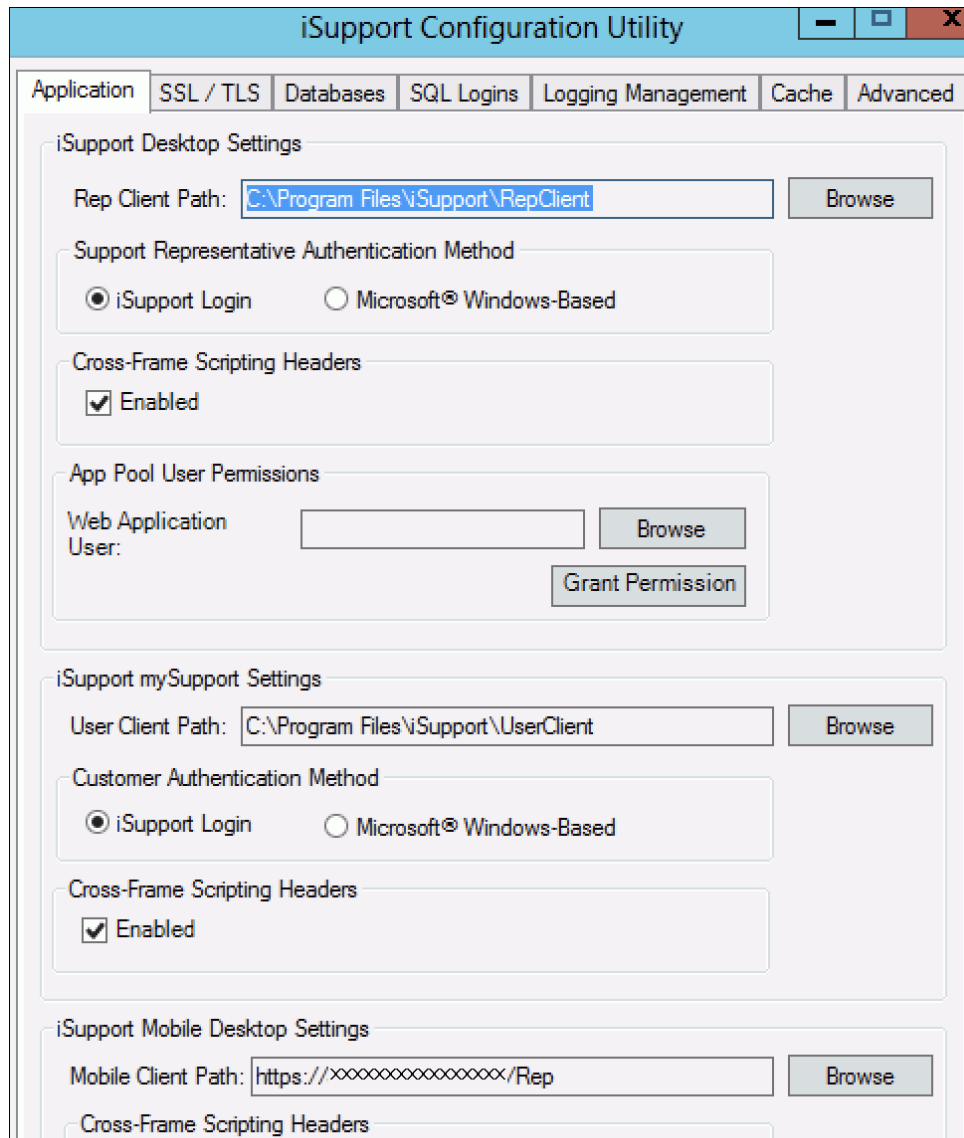 iSupport Configuration Utility
Application SSL / TLS Databases SQL Logins Logging Management Cache Advanced
iSupport Desktop Settings
Rep Client Path: C:\Program Files\iSupport\RepClient Browse
Support Representative Authentication Method
iSupport Login Microsoft® Windows-Based
Cross-Frame Scripting Headers
Enabled
App Pool User Permissions
Web Application
User:
Browse
Grant Permission
iSupport mySupport Settings
User Client Path: C:\Program Files\iSupport\UserClient Browse
Customer Authentication Method
iSupport Login Microsoft® Windows-Based
Cross-Frame Scripting Headers
Enabled
iSupport Mobile Desktop Settings
Mobile Client Path: https://xxxxxxxxxxxxxxxx/Rep Browse
Cross-Frame Scripting Headers